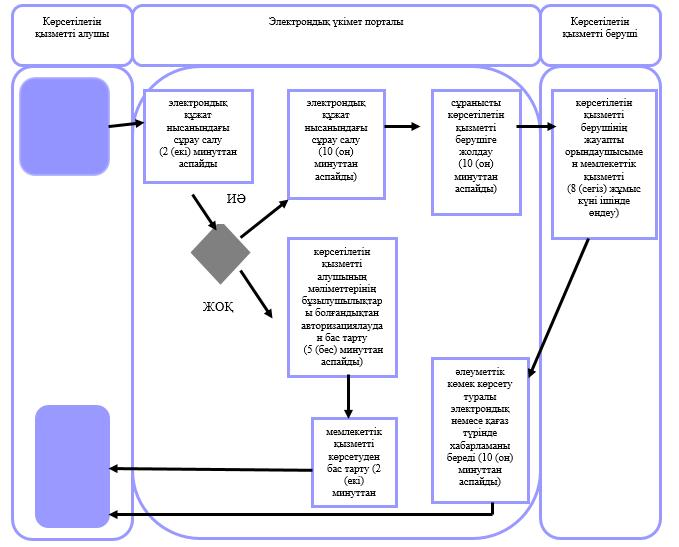 Көрсетілетін
қызметті алушы
Электрондық үкімет порталы
Көрсетілетін
қызметті беруші
электрондық
құжат
нысанындағы
сұрау салу
(2 (екі) минуттан
аспайды
электрондық
құжат
нысанындағы
сұрау салу
(10 (он)
минуттан
аспайды)
сұранысты
көрсетілетін
қызметті
берушіге
жолдау
(10 (он)
минуттан
аспайды)
көрсетілетін
қызметті
берушінің
жауапты
орындаушысыме
н мемлекеттік
қызметті
(8 (сегіз) жұмыс
күні ішінде
өңдеу)
ИӘ
ЖОҚ
көрсетілетін
қызметті
алушының
мәліметтерінің
бұзылушылықтар
ы болғандықтан
авторизациялауда
н бас тарту
(5 (бес) минуттан
аспайды)
әлеуметтік
көмек көрсету
туралы
электрондық
немесе қағаз
түрінде
хабарламаны
береді (10 (он)
минуттан
аспайды)
мемлекеттік
қызметті
көрсетуден
бас тарту (2
(екі)
минуттан